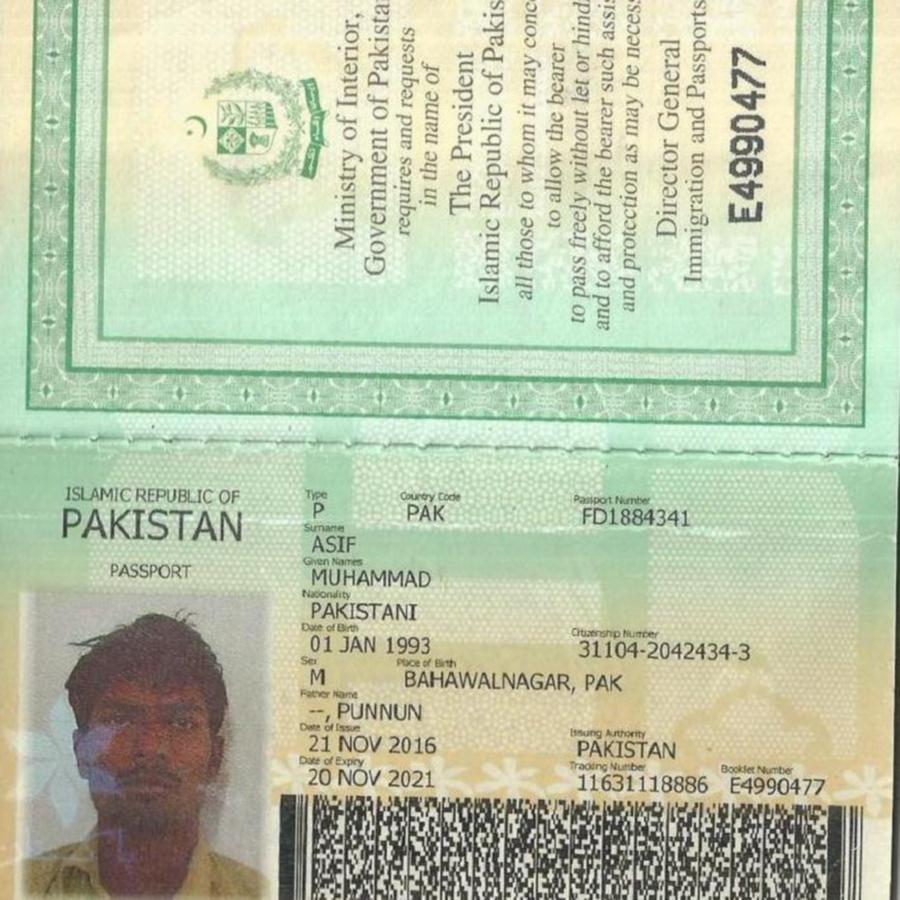 Ministry of Interior,
Government of Pakista
requires and requests
in the name of
The President
Islamic Republic of Pakis
all those to whom it may conc
to allow the bearer
to pass freely without let or hind
and to afford the bearer such assis
and protection as may be necess
Director General
Immigration and Passports
E4990477
ISLAMIC REPUBLIC OF
PAKISTAN
PASSPORT
Type Country Code Passport Number
P PAK FD1884341
Surname
ASIF
Given Names
MUHAMMAD
Nationality
PAKISTANI
Date of Birth Citizenship Number
01 JAN 1993 31104-2042434-3
Sex Place of Birth
M BAHAWALNAGAR, PAK
Father Name
--, PUNNUN
Date of Issue Issuing Authority
21 NOV 2016 PAKISTAN
Date of Expiry Tracking Number Booklet Number
20 NOV 2021 11631118886 E4990477